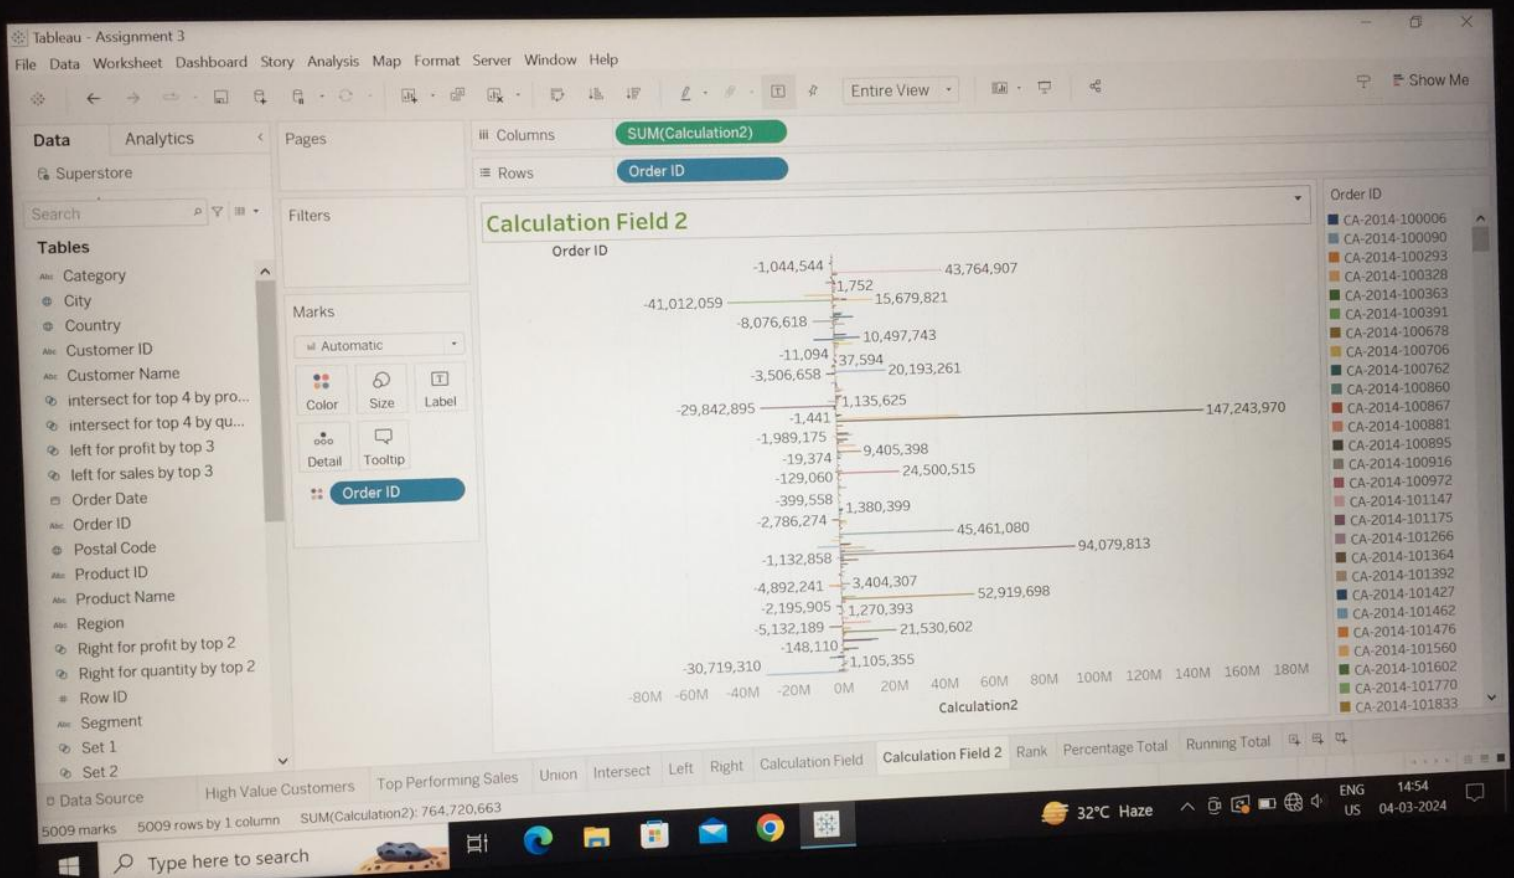 Tableau - Assignment 3
File Data Worksheet Dashboard Story Analysis Map Format Server Window Help
Entire View
Show Me
Data Analytics
Superstore
Search
Tables
Abc Category
City
Country
Abc Customer ID
Abc Customer Name
intersect for top 4 by pro...
intersect for top 4 by qu...
left for profit by top 3
left for sales by top 3
Order Date
Abc Order ID
Postal Code
Abc Product ID
Abc Product Name
Abc Region
Right for profit by top 2
Right for quantity by top 2
# Row ID
Abc Segment
Set 1
Set 2
Pages
Filters
Marks
Automatic
Color Size Label
Detail Tooltip
Order ID
iii Columns SUM(Calculation2)
Rows Order ID
Calculation Field 2
Order ID
-1,044,544 43,764,907
1,752
-41,012,059 15,679,821
-8,076,618
10,497,743
-11,094 37,594
-3,506,658 20,193,261
1,135,625
-29,842,895 147,243,970
-1,441
-1,989,175
9,405,398
-19,374
-129,060 24,500,515
-399,558
1,380,399
-2,786,274
45,461,080
94,079,813
-1,132,858
-4,892,241 3,404,307
52,919,698
-2,195,905 1,270,393
-5,132,189 21,530,602
-148,110
-30,719,310 1,105,355
-80M -60M -40M -20M 0M 20M 40M 60M 80M 100M 120M 140M 160M 180M
Calculation2
Order ID
CA-2014-100006
CA-2014-100090
CA-2014-100293
CA-2014-100328
CA-2014-100363
CA-2014-100391
CA-2014-100678
CA-2014-100706
CA-2014-100762
CA-2014-100860
CA-2014-100867
CA-2014-100881
CA-2014-100895
CA-2014-100916
CA-2014-100972
CA-2014-101147
CA-2014-101175
CA-2014-101266
CA-2014-101364
CA-2014-101392
CA-2014-101427
CA-2014-101462
CA-2014-101476
CA-2014-101560
CA-2014-101602
CA-2014-101770
CA-2014-101833
Data Source High Value Customers Top Performing Sales Union Intersect Left Right Calculation Field Calculation Field 2 Rank Percentage Total Running Total
5009 marks 5009 rows by 1 column SUM(Calculation2): 764,720,663
Type here to search
32°C Haze
ENG
US
14:54
04-03-2024